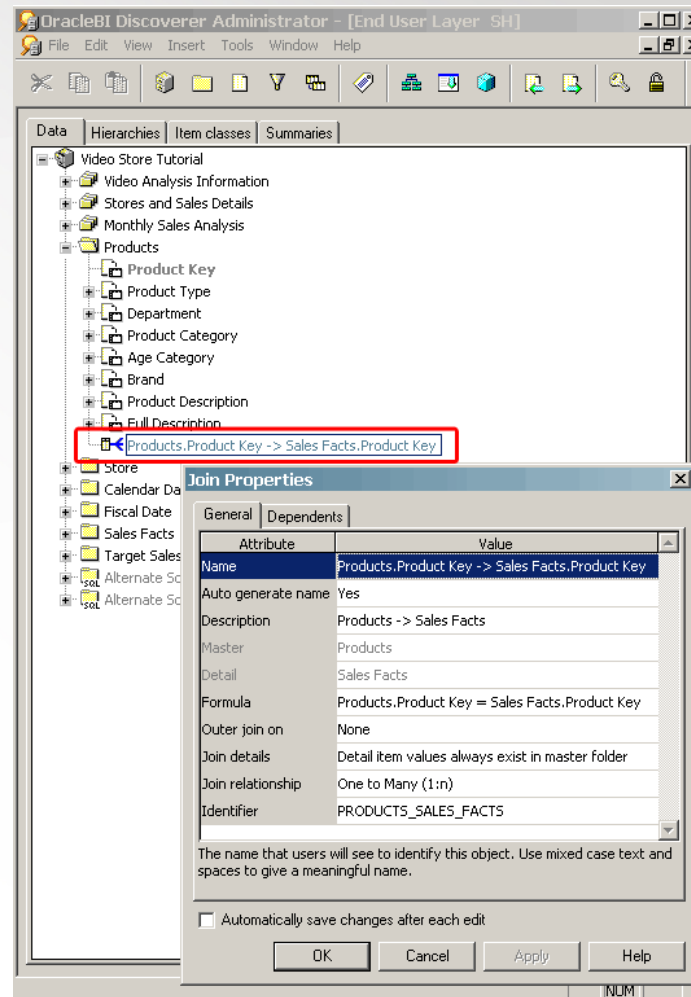 OracleBI Discoverer Administrator - [End User Layer SH]
File Edit View Insert Tools Window Help
Data Hierarchies Item classes Summaries
Video Store Tutorial
Video Analysis Information
Stores and Sales Details
Monthly Sales Analysis
Products
Product Key
Product Type
Department
Product Category
Age Category
Brand
Product Description
Full Description
Products.Product Key -> Sales Facts.Product Key
Store
Calendar Da
Fiscal Date
Sales Facts
Target Sales
SQL Alternate Sc
SQL Alternate Sc
Join Properties
General Dependents
Attribute Value
Name Products.Product Key -> Sales Facts.Product Key
Auto generate name Yes
Description Products -> Sales Facts
Master Products
Detail Sales Facts
Formula Products.Product Key = Sales Facts.Product Key
Outer join on None
Join details Detail item values always exist in master folder
Join relationship One to Many (1:n)
Identifier PRODUCTS_SALES_FACTS
The name that users will see to identify this object. Use mixed case text and
spaces to give a meaningful name.
Automatically save changes after each edit
OK Cancel Apply Help
NUM